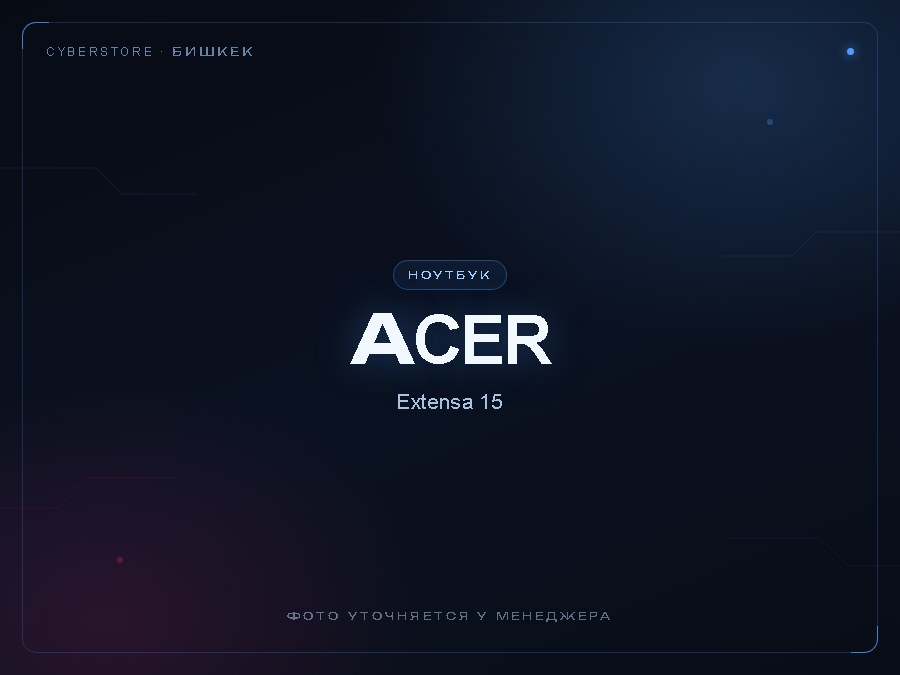 CYBERSTORE · БИШКЕК
НОУТБУК
ACER
Extensa 15
ФОТО УТОЧНЯЕТСЯ У МЕНЕДЖЕРА